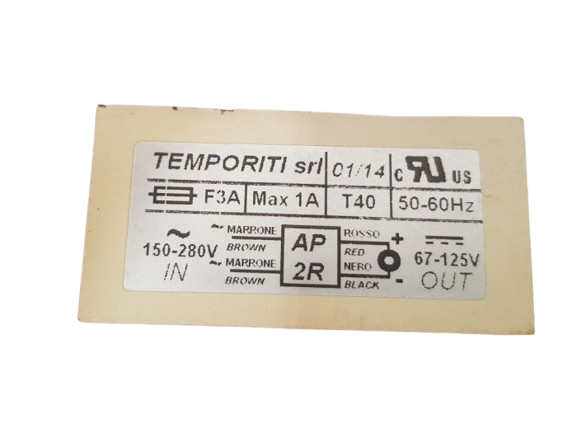 TEMPORITI srl 01/14 c RU US
F3A Max 1A T40 50-60Hz
~ 150-280V IN
~ MARRONE
BROWN
~ MARRONE
BROWN
AP
2R
ROSSO +
RED
NERO
BLACK -
67-125V
OUT